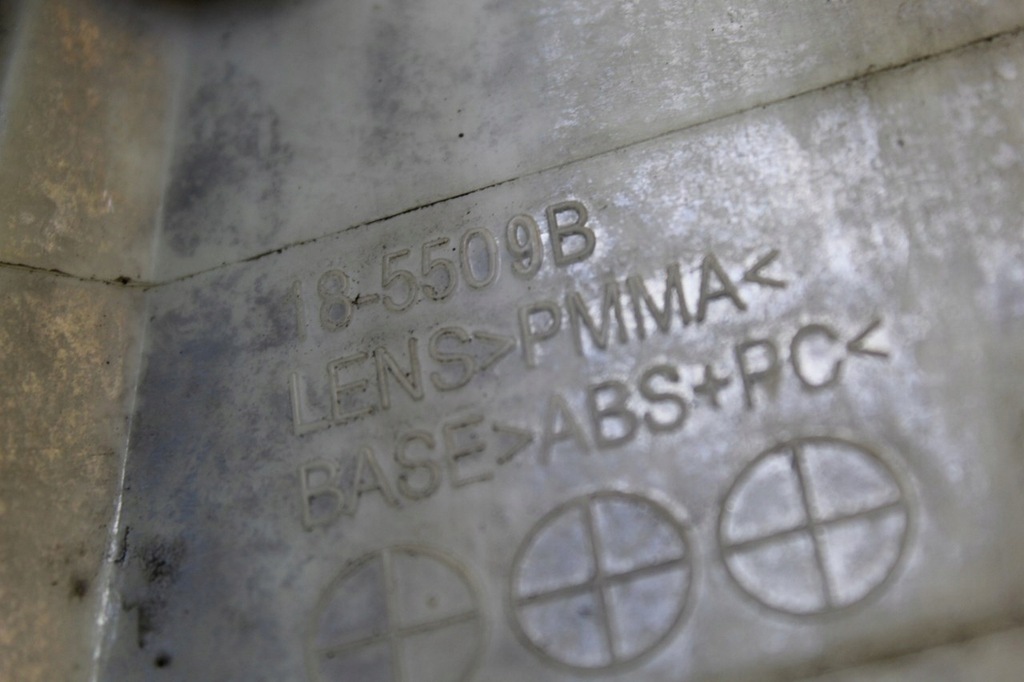 18-5509B
LENS>PMMA<
BASE>ABS+PC<